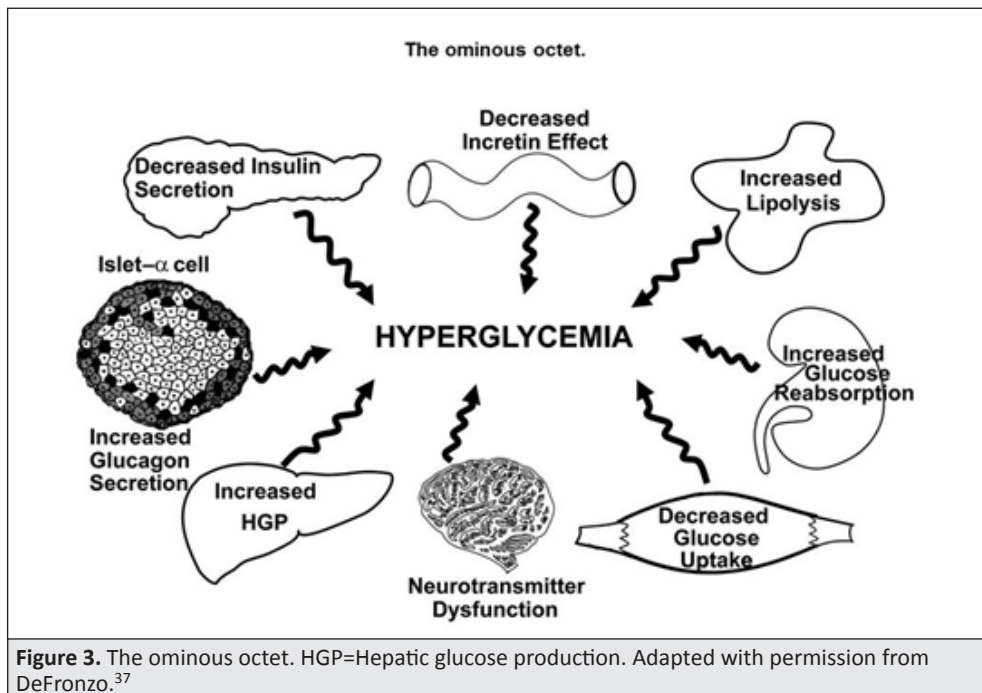 The ominous octet.
Decreased Insulin
Secretion
Decreased
Incretin Effect
Increased
Lipolysis
Islet–α cell
HYPERGLYCEMIA
Increased
Glucose
Reabsorption
Increased
Glucagon
Secretion
Increased
HGP
Neurotransmitter
Dysfunction
Decreased
Glucose
Uptake
Figure 3. The ominous octet. HGP=Hepatic glucose production. Adapted with permission from
DeFronzo.37